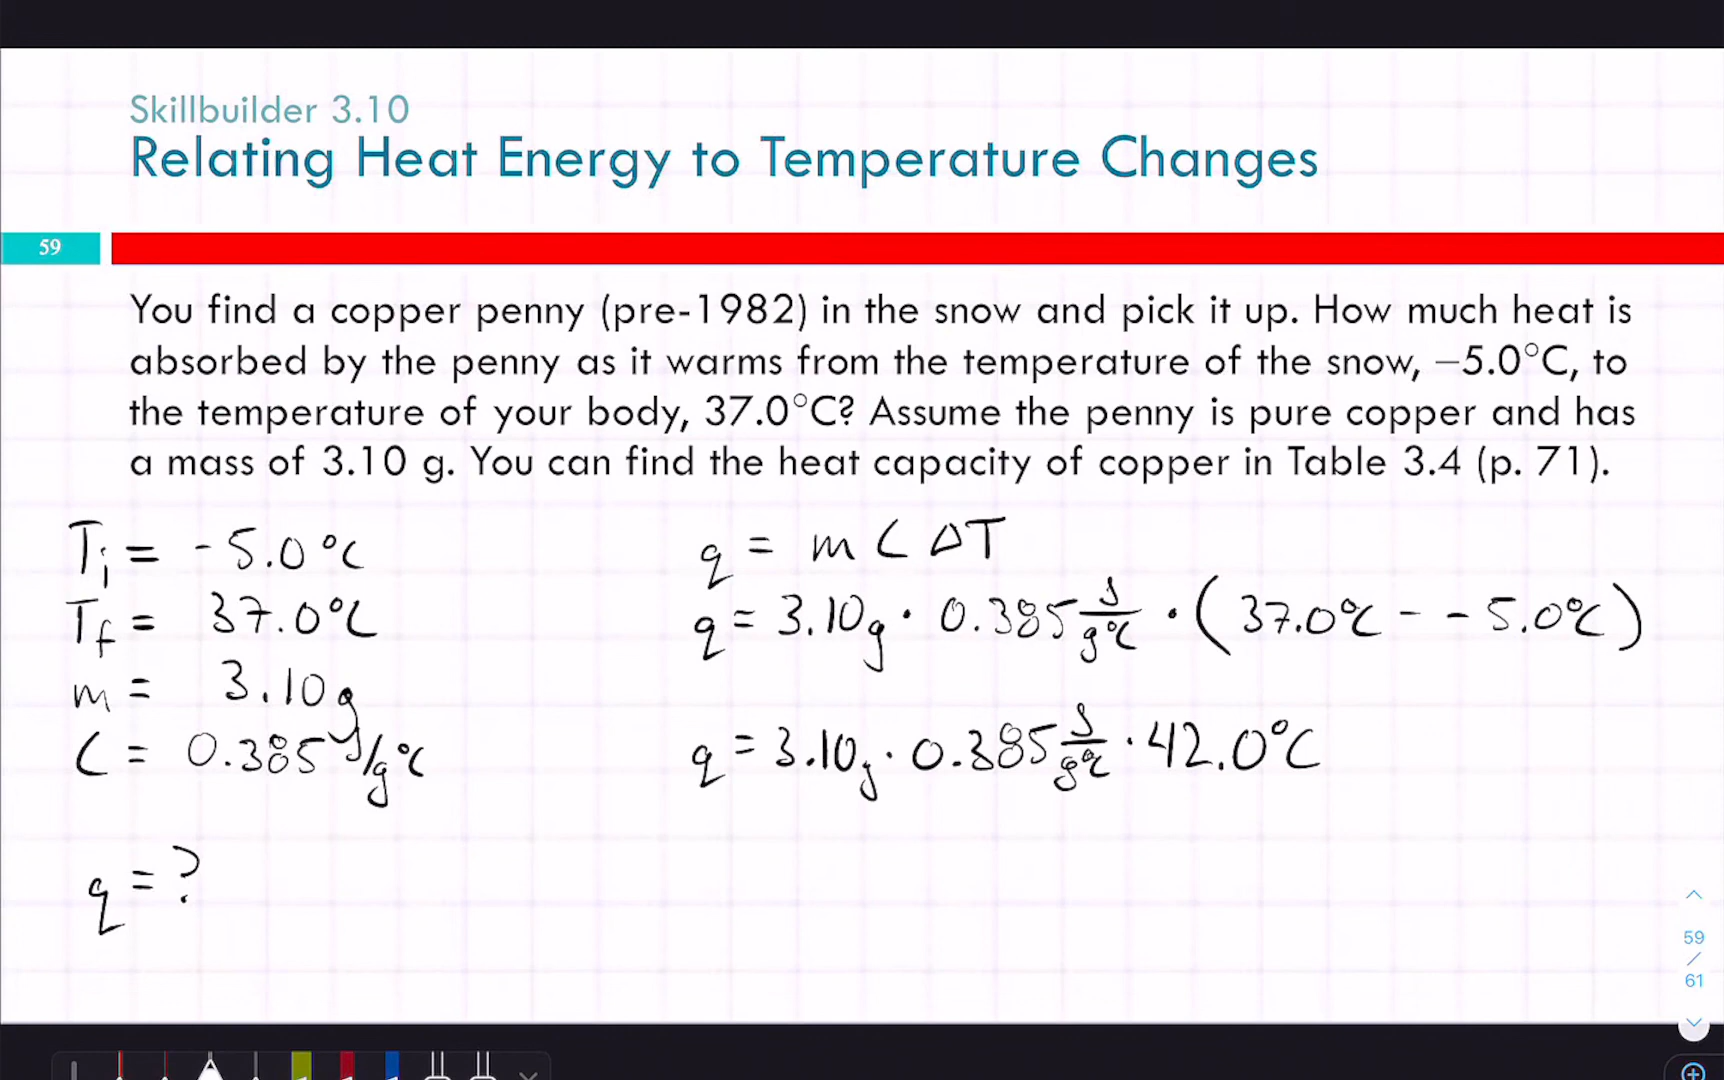 Skillbuilder 3.10
Relating Heat Energy to Temperature Changes
59
You find a copper penny (pre-1982) in the snow and pick it up. How much heat is
absorbed by the penny as it warms from the temperature of the snow, –5.0°C, to
the temperature of your body, 37.0°C? Assume the penny is pure copper and has
a mass of 3.10 g. You can find the heat capacity of copper in Table 3.4 (p. 71).
Ti = -5.0°C
Tf = 37.0°C
m = 3.10g
C = 0.385 J/g°C
q = ?
q = m C ΔT
q = 3.10g · 0.385 J/g°C · (37.0°C - -5.0°C)
q = 3.10g · 0.385 J/g°C · 42.0°C
59
/
61